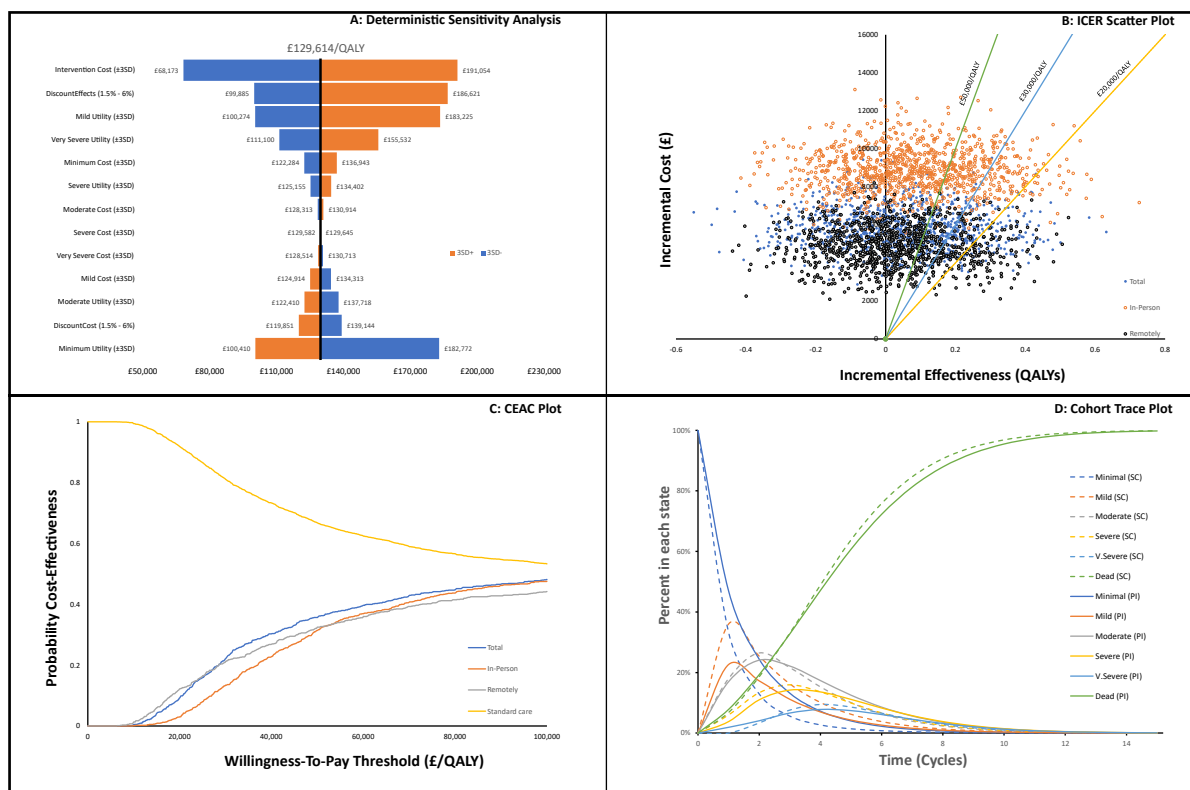 A: Deterministic Sensitivity Analysis
£129,614/QALY
Intervention Cost (±3SD) £68,173 £191,054
DiscountEffects (1.5% - 6%) £99,885 £186,621
Mild Utility (±3SD) £100,274 £183,225
Very Severe Utility (±3SD) £111,100 £155,532
Minimum Cost (±3SD) £122,284 £136,943
Severe Utility (±3SD) £125,155 £134,402
Moderate Cost (±3SD) £128,313 £130,914
Severe Cost (±3SD) £129,582 £129,645
Very Severe Cost (±3SD) £128,514 £130,713
3SD+ 3SD-
Mild Cost (±3SD) £124,914 £134,313
Moderate Utility (±3SD) £122,410 £137,718
DiscountCost (1.5% - 6%) £119,851 £139,144
Minimum Utility (±3SD) £100,410 £182,772
£50,000 £80,000 £110,000 £140,000 £170,000 £200,000 £230,000
B: ICER Scatter Plot
Incremental Cost (£)
16000
14000
12000
10000
8000
6000
2000
0
£50,000/QALY
£30,000/QALY
£20,000/QALY
Total
In-Person
Remotely
-0.6 -0.4 -0.2 0 0.2 0.4 0.6 0.8
Incremental Effectiveness (QALYs)
C: CEAC Plot
Probability Cost-Effectiveness
1
0.8
0.6
0.4
0.2
0
Total
In-Person
Remotely
Standard care
0 20,000 40,000 60,000 80,000 100,000
Willingness-To-Pay Threshold (£/QALY)
D: Cohort Trace Plot
Percent in each state
100%
80%
60%
40%
20%
0%
Minimal (SC)
Mild (SC)
Moderate (SC)
Severe (SC)
V.Severe (SC)
Dead (SC)
Minimal (PI)
Mild (PI)
Moderate (PI)
Severe (PI)
V.Severe (PI)
Dead (PI)
0 2 4 6 8 10 12 14
Time (Cycles)